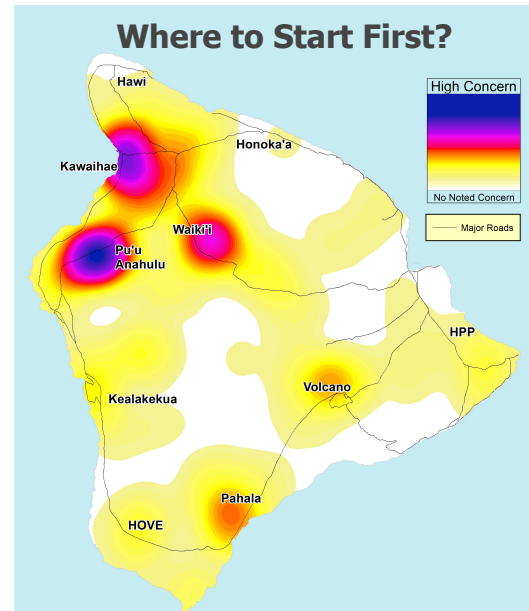 Where to Start First?
Hawi
High Concern
Honoka'a
Kawaihae
No Noted Concern
Major Roads
Waiki'i
Pu'u
Anahulu
HPP
Volcano
Kealakekua
Pahala
HOVE